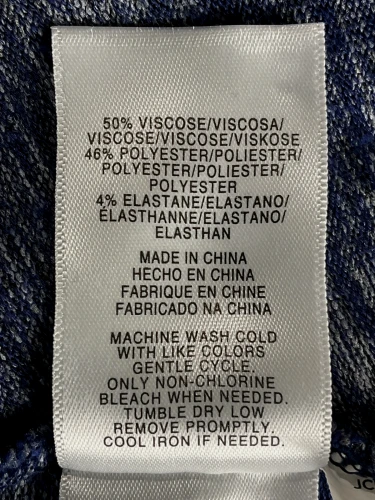 50% VISCOSE/VISCOSA/
VISCOSE/VISCOSE/VISKOSE
46% POLYESTER/POLIESTER/
POLYESTER/POLIESTER/
POLYESTER
4% ELASTANE/ELASTANO/
ÉLASTHANNE/ELASTANO/
ELASTHAN
MADE IN CHINA
HECHO EN CHINA
FABRIQUE EN CHINE
FABRICADO NA CHINA
MACHINE WASH COLD
WITH LIKE COLORS
GENTLE CYCLE.
ONLY NON-CHLORINE
BLEACH WHEN NEEDED.
TUMBLE DRY LOW
REMOVE PROMPTLY.
COOL IRON IF NEEDED.
JC